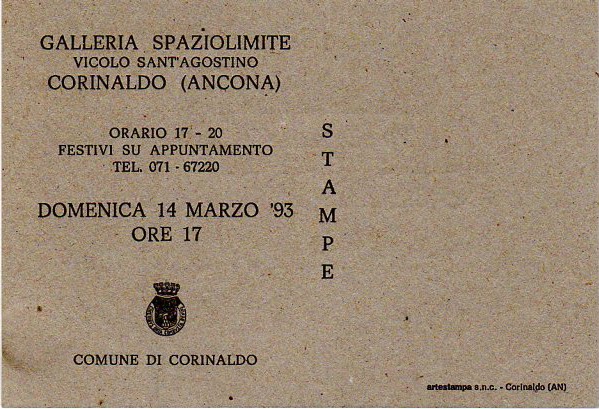 GALLERIA SPAZIOLIMITE
VICOLO SANT'AGOSTINO
CORINALDO (ANCONA)
ORARIO 17 - 20
FESTIVI SU APPUNTAMENTO
TEL. 071 - 67220
DOMENICA 14 MARZO '93
ORE 17
COMUNE DI CORINALDO
STAMPE
artestampa s.n.c. - Corinaldo (AN)